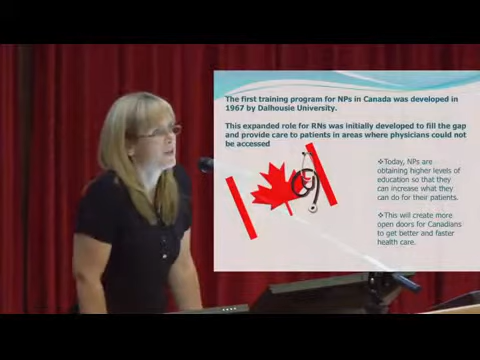 The first training program for NPs in Canada was developed in
1967 by Dalhousie University.
This expanded role for RNs was initially developed to fill the gap
and provide care to patients in areas where physicians could not
be accessed
❖Today, NPs are
obtaining higher levels of
education so that they
can increase what they
can do for their patients.
❖This will create more
open doors for Canadians
to get better and faster
health care.